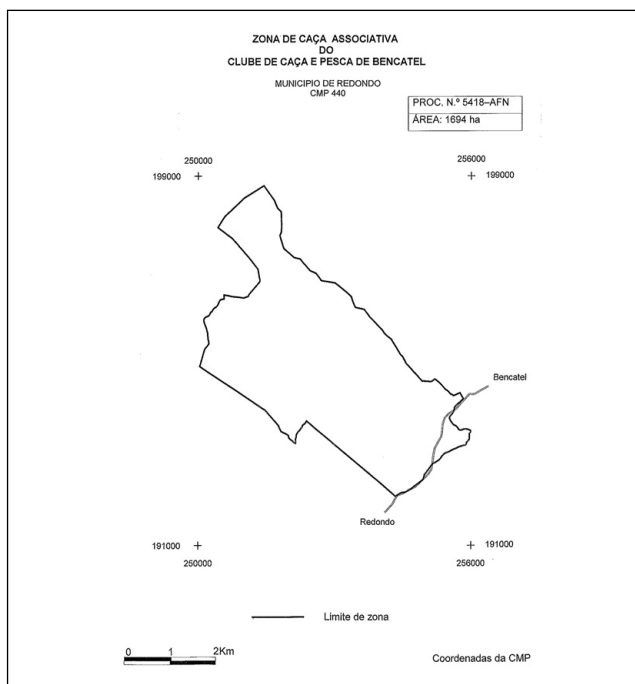 ZONA DE CAÇA ASSOCIATIVA
DO
CLUBE DE CAÇA E PESCA DE BENCATEL
MUNICIPIO DE REDONDO
CMP 440
PROC. N.º 5418–AFN
ÁREA: 1694 ha
250000
256000
199000
199000
Bencatel
Redondo
191000
191000
250000
256000
Limite de zona
0 1 2Km
Coordenadas da CMP